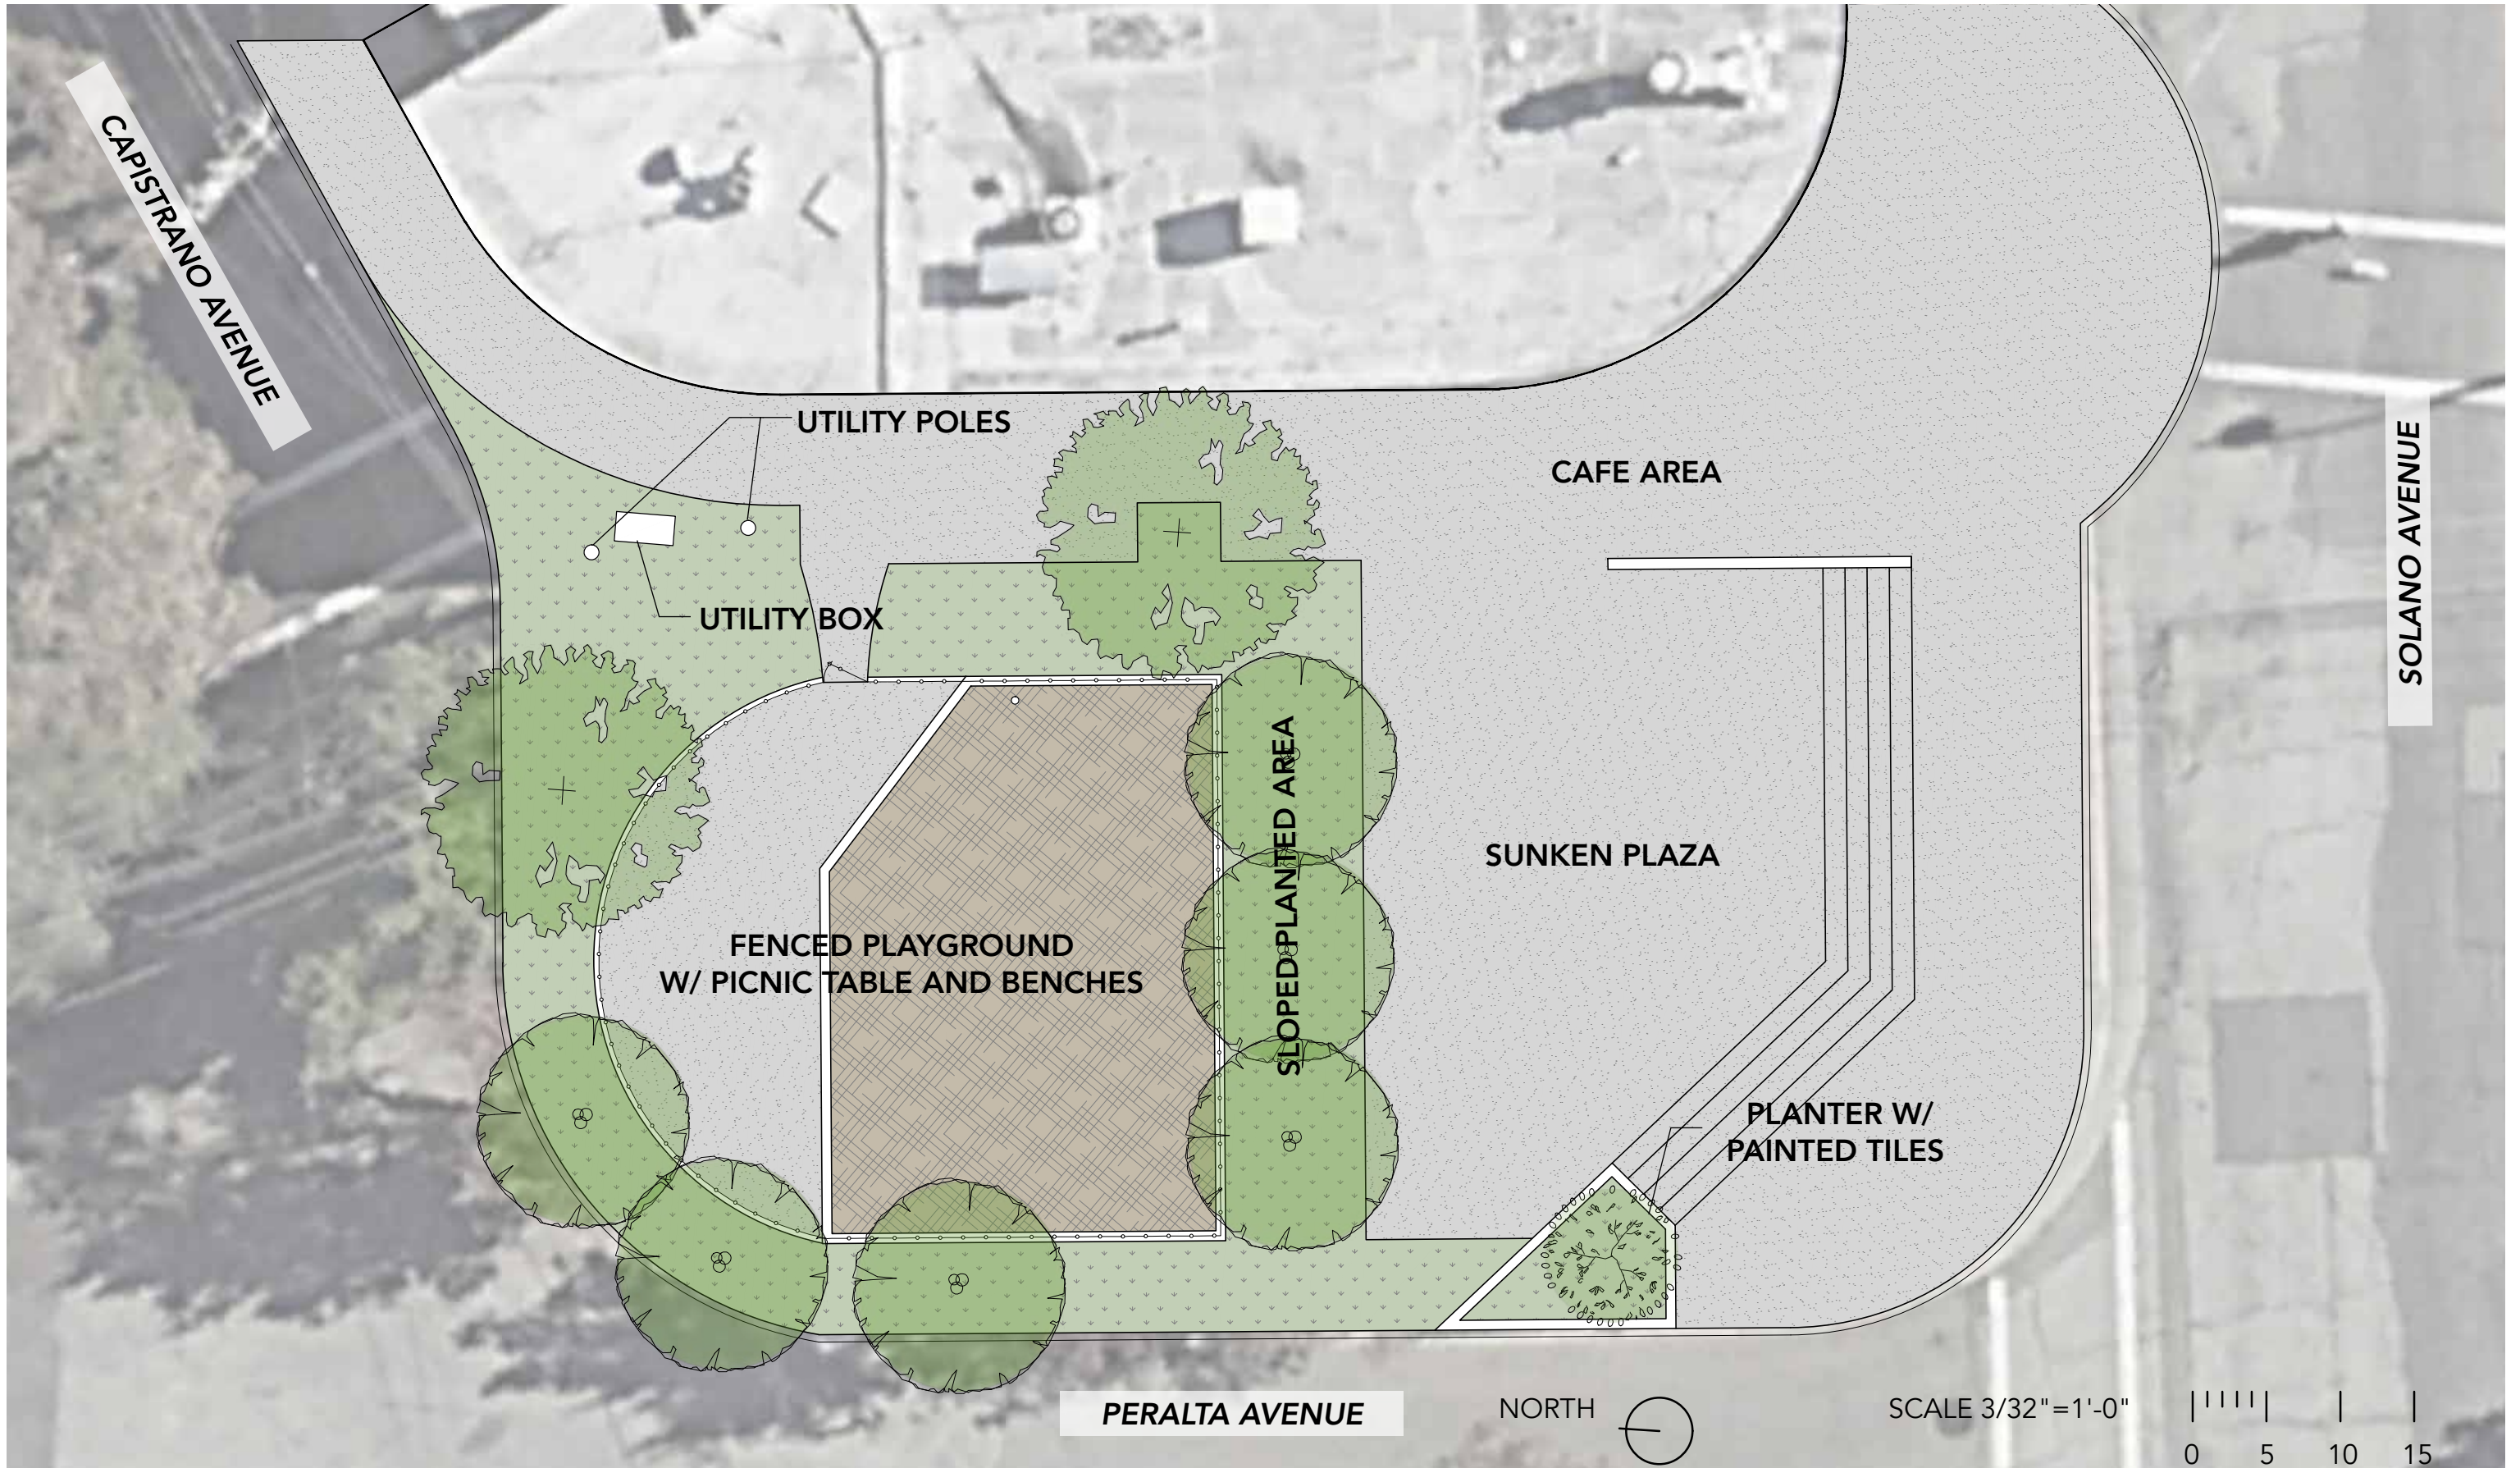 CAPISTRANO AVENUE
UTILITY POLES
CAFE AREA
SOLANO AVENUE
UTILITY BOX
SLOPED PLANTED AREA
SUNKEN PLAZA
FENCED PLAYGROUND
W/ PICNIC TABLE AND BENCHES
PLANTER W/
PAINTED TILES
PERALTA AVENUE
NORTH
SCALE 3/32"=1'-0"
0 5 10 15